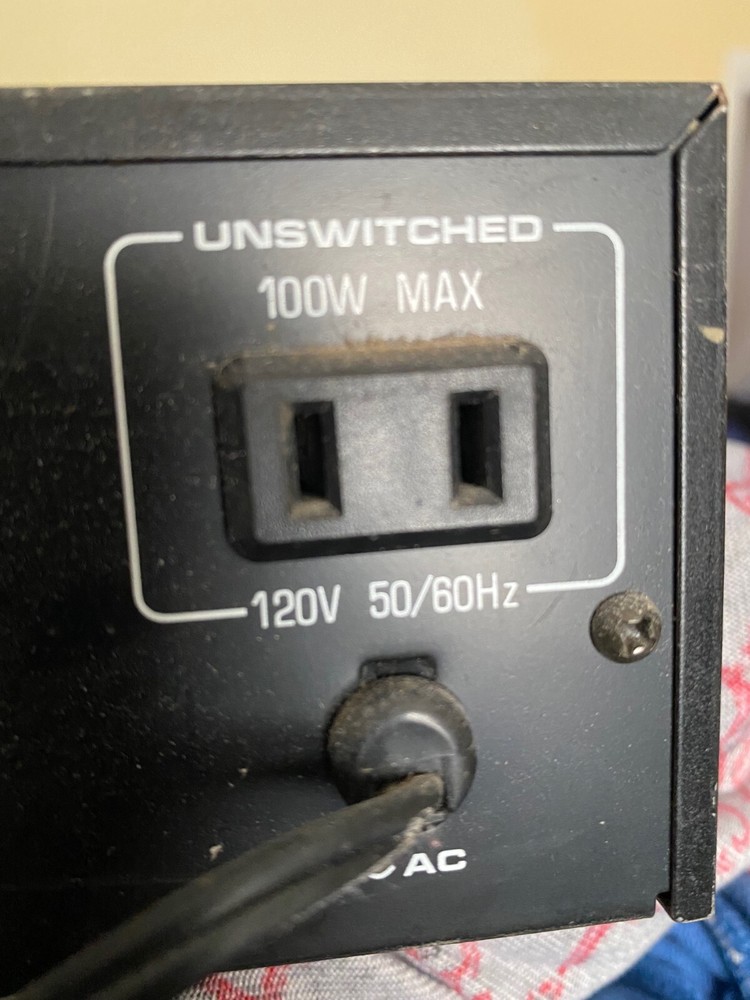 UNSWITCHED
100W MAX
120V 50/60Hz
AC